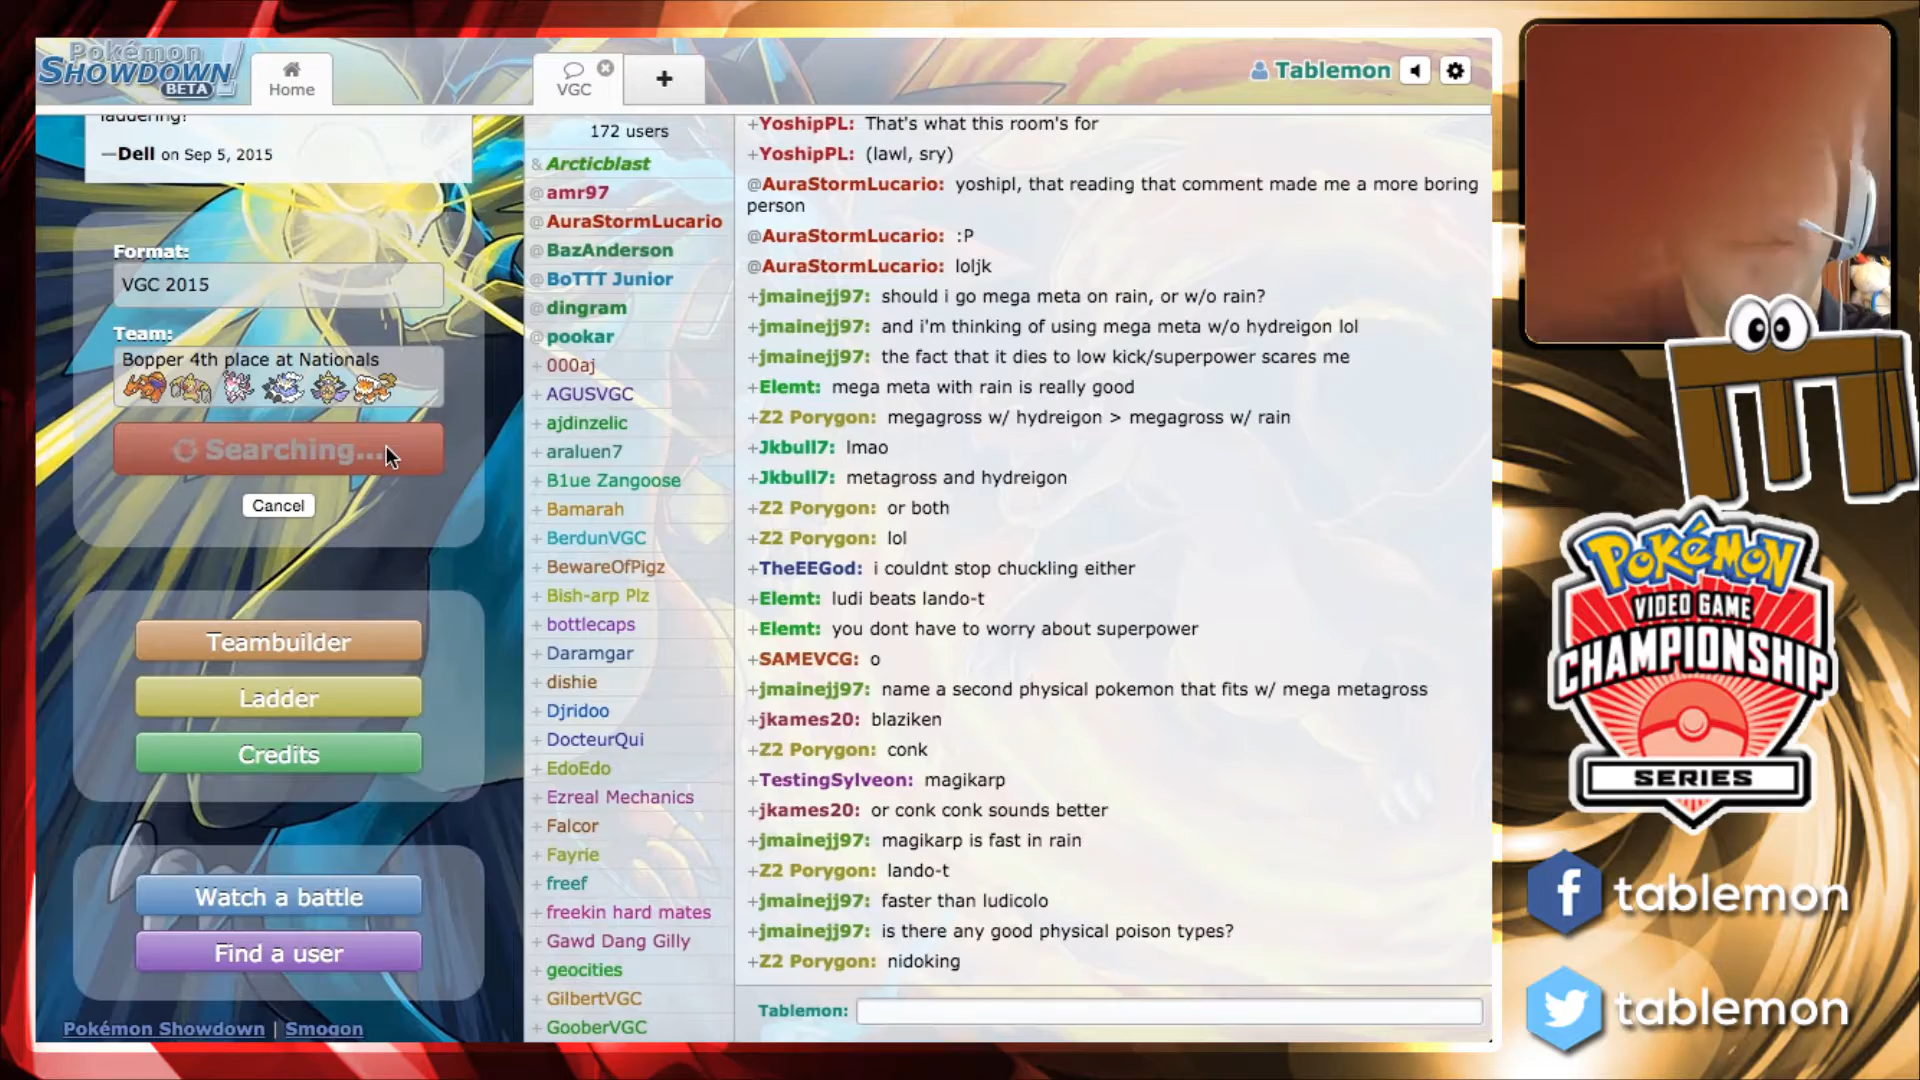 Pokémon
SHOWDOWN!
BETA
Home
VGC
+
Tablemon
laddering!
—Dell on Sep 5, 2015
Format:
VGC 2015
Team:
Bopper 4th place at Nationals
Searching...
Cancel
Teambuilder
Ladder
Credits
Watch a battle
Find a user
Pokémon Showdown | Smogon
172 users
& Arcticblast
@ amr97
@ AuraStormLucario
@ BazAnderson
@ BoTTT Junior
@ dingram
@ pookar
+ 000aj
+ AGUSVGC
+ ajdinzelic
+ araluen7
+ B1ue Zangoose
+ Bamarah
+ BerdunVGC
+ BewareOfPigz
+ Bish-arp Plz
+ bottlecaps
+ Daramgar
+ dishie
+ Djridoo
+ DocteurQui
+ EdoEdo
+ Ezreal Mechanics
+ Falcor
+ Fayrie
+ freef
+ freekin hard mates
+ Gawd Dang Gilly
+ geocities
+ GilbertVGC
+ GooberVGC
+YoshipPL: That's what this room's for
+YoshipPL: (lawl, sry)
@AuraStormLucario: yoshipl, that reading that comment made me a more boring
person
@AuraStormLucario: :P
@AuraStormLucario: loljk
+jmainejj97: should i go mega meta on rain, or w/o rain?
+jmainejj97: and i'm thinking of using mega meta w/o hydreigon lol
+jmainejj97: the fact that it dies to low kick/superpower scares me
+Elemt: mega meta with rain is really good
+Z2 Porygon: megagross w/ hydreigon > megagross w/ rain
+Jkbull7: lmao
+Jkbull7: metagross and hydreigon
+Z2 Porygon: or both
+Z2 Porygon: lol
+TheEEGod: i couldnt stop chuckling either
+Elemt: ludi beats lando-t
+Elemt: you dont have to worry about superpower
+SAMEVCG: o
+jmainejj97: name a second physical pokemon that fits w/ mega metagross
+jkames20: blaziken
+Z2 Porygon: conk
+TestingSylveon: magikarp
+jkames20: or conk conk sounds better
+jmainejj97: magikarp is fast in rain
+Z2 Porygon: lando-t
+jmainejj97: faster than ludicolo
+jmainejj97: is there any good physical poison types?
+Z2 Porygon: nidoking
Tablemon:
Pokémon
VIDEO GAME
CHAMPIONSHIP
SERIES
f tablemon
tablemon